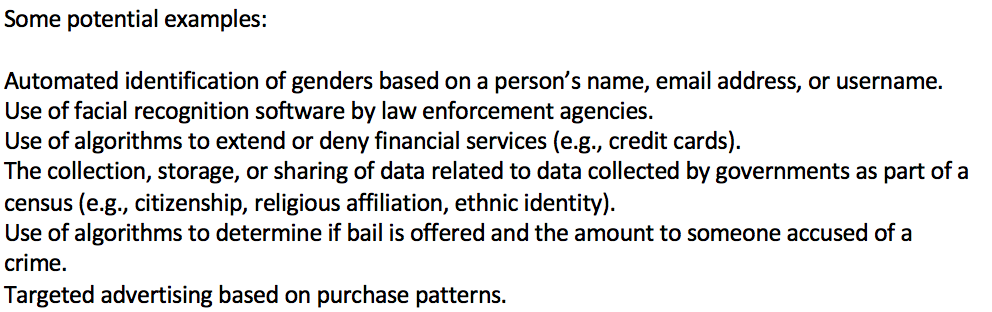 Some potential examples:
Automated identification of genders based on a person’s name, email address, or username.
Use of facial recognition software by law enforcement agencies.
Use of algorithms to extend or deny financial services (e.g., credit cards).
The collection, storage, or sharing of data related to data collected by governments as part of a
census (e.g., citizenship, religious affiliation, ethnic identity).
Use of algorithms to determine if bail is offered and the amount to someone accused of a
crime.
Targeted advertising based on purchase patterns.